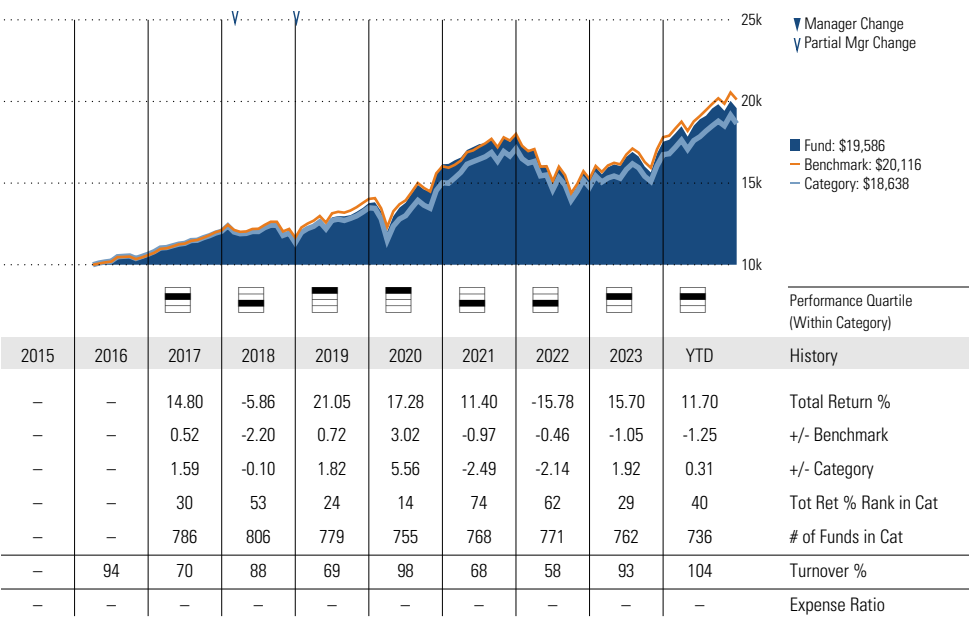 25k
▼ Manager Change
∨ Partial Mgr Change
20k
Fund: $19,586
Benchmark: $20,116
Category: $18,638
15k
10k
Performance Quartile
(Within Category)
2015 2016 2017 2018 2019 2020 2021 2022 2023 YTD History
– – 14.80 -5.86 21.05 17.28 11.40 -15.78 15.70 11.70 Total Return %
– – 0.52 -2.20 0.72 3.02 -0.97 -0.46 -1.05 -1.25 +/- Benchmark
– – 1.59 -0.10 1.82 5.56 -2.49 -2.14 1.92 0.31 +/- Category
– – 30 53 24 14 74 62 29 40 Tot Ret % Rank in Cat
– – 786 806 779 755 768 771 762 736 # of Funds in Cat
– 94 70 88 69 98 68 58 93 104 Turnover %
– – – – – – – – – – Expense Ratio